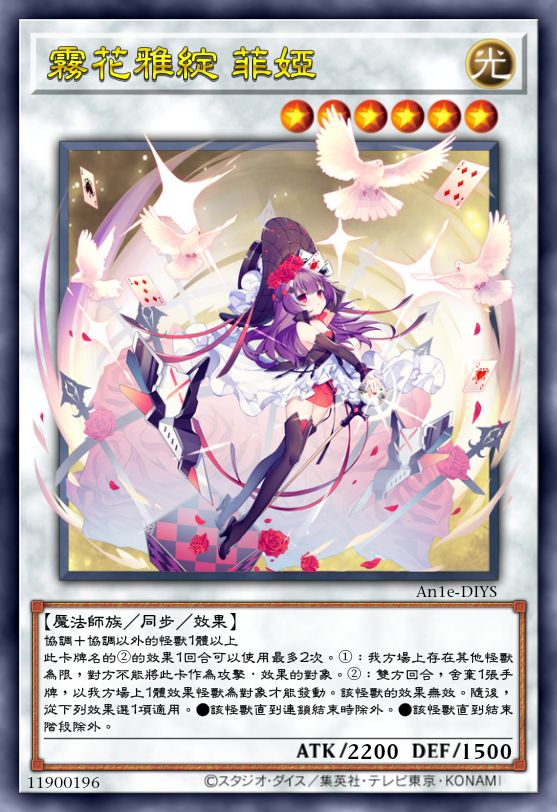 霧花雅綻 菲婭
光
An1e-DIYS
【魔法師族／同步／效果】
協調＋協調以外的怪獸1體以上
此卡牌名的②的效果1回合可以使用最多2次。①：我方場上存在其他怪獸
為限，對方不能將此卡作為攻擊·效果的對象。②：雙方回合，舍棄1張手
牌，以我方場上1體效果怪獸為對象才能發動。該怪獸的效果無效。隨後，
從下列效果選1項適用。●該怪獸直到連鎖結束時除外。●該怪獸直到結束
階段除外。
ATK/2200 DEF/1500
11900196
©スタジオ·ダイス／集英社·テレビ東京·KONAMI